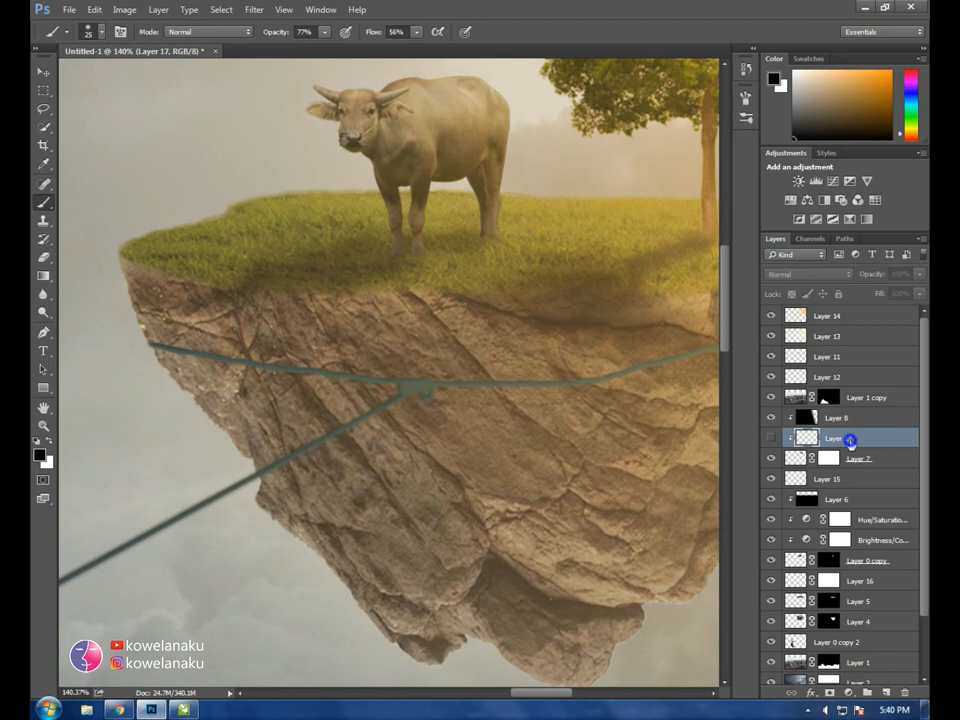 Ps File Edit Image Layer Type Select Filter View Window Help
25 Mode: Normal Opacity: 77% Flow: 56% Essentials
Untitled-1 @ 140% (Layer 17, RGB/8) * ×
Color Swatches
Adjustments Styles
Add an adjustment
Layers Channels Paths
Kind
Normal Opacity: 100%
Lock: Fill: 100%
Layer 14
Layer 13
Layer 11
Layer 12
Layer 1 copy
Layer 8
Layer
Layer 7
Layer 15
Layer 6
Hue/Saturatio...
Brightness/Co...
Layer 0 copy
Layer 16
Layer 5
Layer 4
Layer 0 copy 2
Layer 1
kowelanaku
kowelanaku
140.37% Doc: 24.7M/340.1M
Ps 5:40 PM